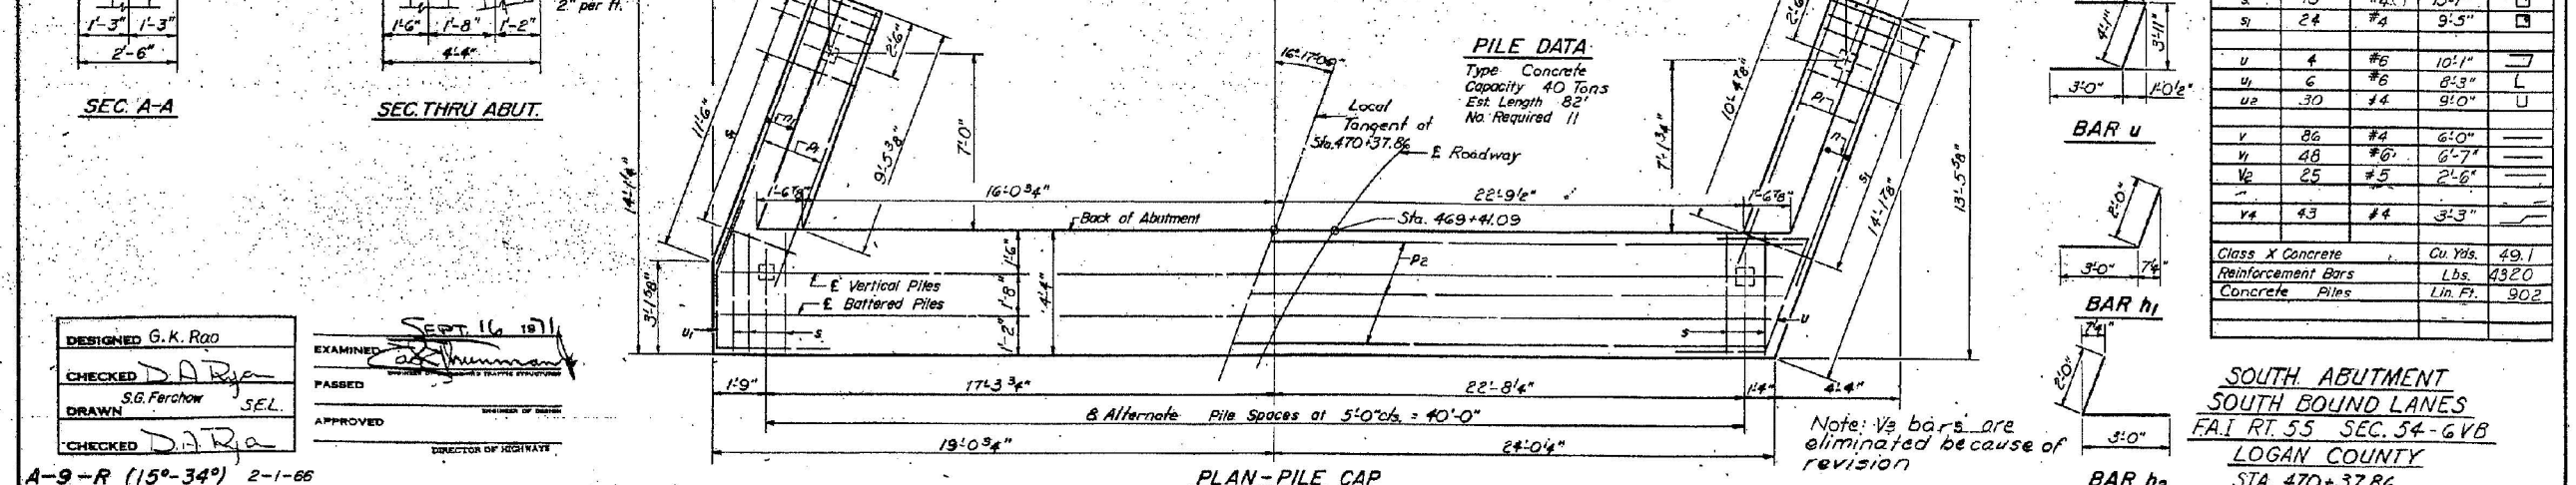 1'-3" 1'-3"
2'-6"
SEC. A-A
1'-6" 1'-8" 1'-2"
4'-4"
2" per ft.
SEC. THRU ABUT.
DESIGNED G.K. Rao
CHECKED D A Rya
DRAWN S.G. Ferchow S.E.L.
CHECKED D.A. Rya
SEPT. 16 1971
EXAMINED
PASSED
ENGINEER OF DESIGN
APPROVED
DIRECTOR OF HIGHWAYS
A-9-R (15°-34°) 2-1-66
11'-6"
2'-6"
9'-5 3/8"
7'-0"
14'-1 1/4"
3'-1 5/8"
1'-6 7/8"
16'-0 3/4"
22'-9 1/2"
1'-6 7/8"
Back of Abutment
Sta. 469+41.09
Local
Tangent at
Sta. 470+37.86
₤ Roadway
PILE DATA
Type Concrete
Capacity 40 Tons
Est. Length 82'
No. Required 11
7'-1 3/4"
10'-4 7/8"
14'-1 7/8"
13'-5 5/8"
₤ Vertical Piles
₤ Battered Piles
1'-6"
1'-8"
1'-2"
4'-4"
P2
u1
s
s
u
1'-9" 17'-3 3/4" 22'-8 1/4" 1'-4" 4'-4"
8 Alternate Pile Spaces at 5'-0"cts. = 40'-0"
19'-0 3/4" 24'-0 1/4"
PLAN-PILE CAP
Note: V3 bars are
eliminated because of
revision
4'-1"
3'-11"
3'-0" 1'-0 1/2"
BAR u
2'-0"
3'-0" 7 1/4"
BAR h1
7 1/4"
2'-0"
3'-0"
BAR h2
s1 24 #4 9'-5"
u 4 #6 10'-1"
u1 6 #6 8'-3"
u2 30 #4 9'-0"
v 86 #4 6'-0"
v1 48 #6 6'-7"
v2 25 #5 2'-6"
v4 43 #4 3'-3"
Class X Concrete Cu. Yds. 49.1
Reinforcement Bars Lbs. 4320
Concrete Piles Lin. Ft. 902
SOUTH ABUTMENT
SOUTH BOUND LANES
F.A.I RT. 55 SEC. 54-6VB
LOGAN COUNTY
STA. 470+37.86